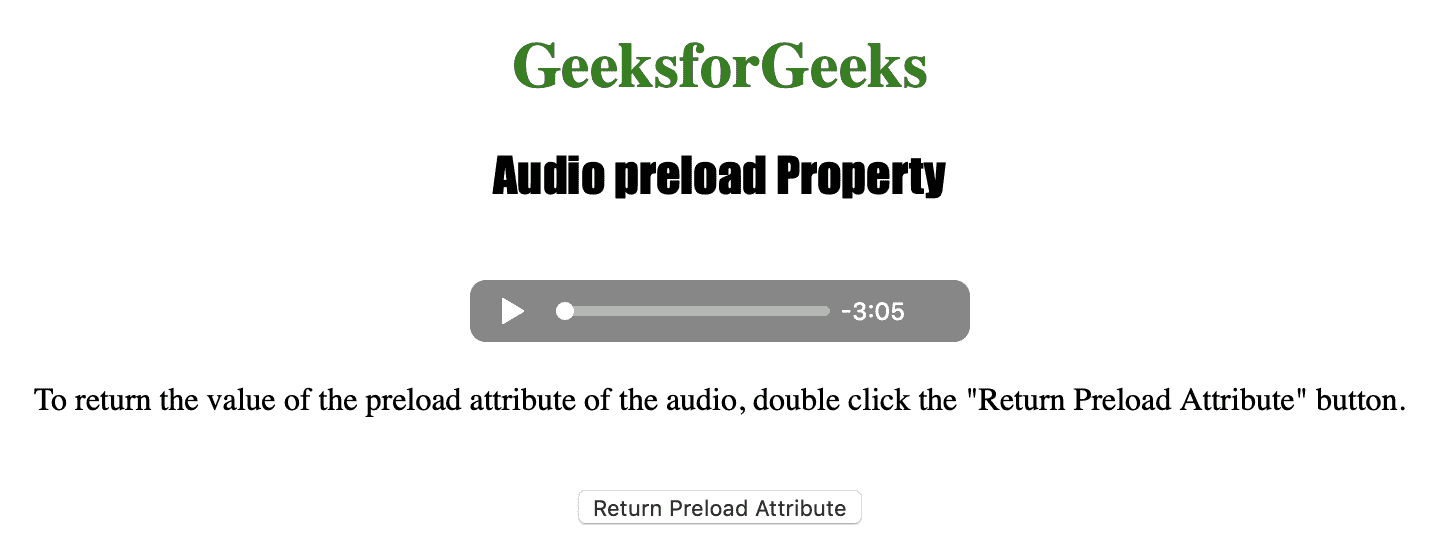 GeeksforGeeks
Audio preload Property
-3:05
To return the value of the preload attribute of the audio, double click the "Return Preload Attribute" button.
Return Preload Attribute